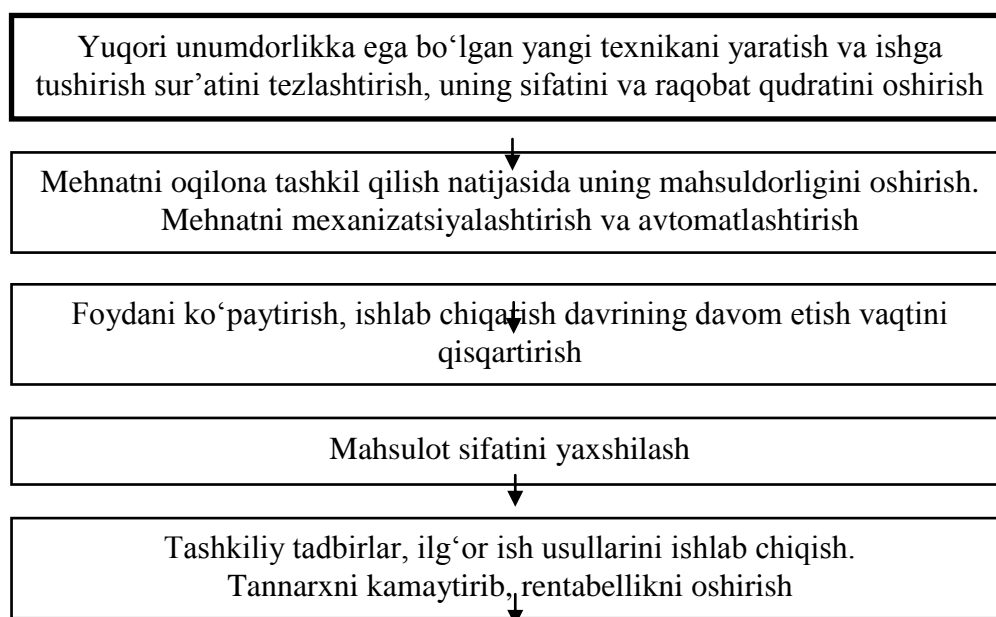 Yuqori unumdorlikka ega bo‘lgan yangi texnikani yaratish va ishga
tushirish sur’atini tezlashtirish, uning sifatini va raqobat qudratini oshirish
Mehnatni oqilona tashkil qilish natijasida uning mahsuldorligini oshirish.
Mehnatni mexanizatsiyalashtirish va avtomatlashtirish
Foydani ko‘paytirish, ishlab chiqarish davrining davom etish vaqtini
qisqartirish
Mahsulot sifatini yaxshilash
Tashkiliy tadbirlar, ilg‘or ish usullarini ishlab chiqish.
Tannarxni kamaytirib, rentabellikni oshirish